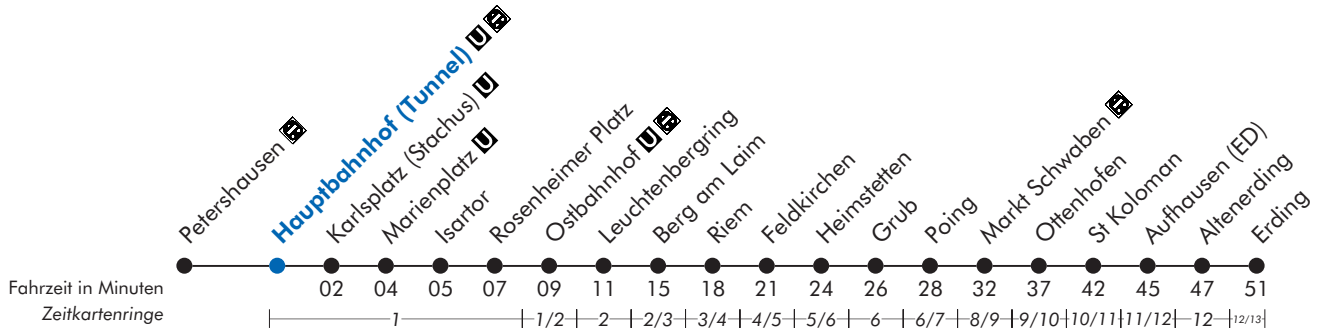 Petershausen
Hauptbahnhof (Tunnel) U
Karlsplatz (Stachus) U
Marienplatz U
Isartor
Rosenheimer Platz
Ostbahnhof U
Leuchtenbergring
Berg am Laim
Riem
Feldkirchen
Heimstetten
Grub
Poing
Markt Schwaben
Ottenhofen
St Koloman
Aufhausen (ED)
Altenerding
Erding
Fahrzeit in Minuten 02 04 05 07 09 11 15 18 21 24 26 28 32 37 42 45 47 51
Zeitkartenringe 1 1/2 2 2/3 3/4 4/5 5/6 6 6/7 8/9 9/10 10/11 11/12 12 12/13